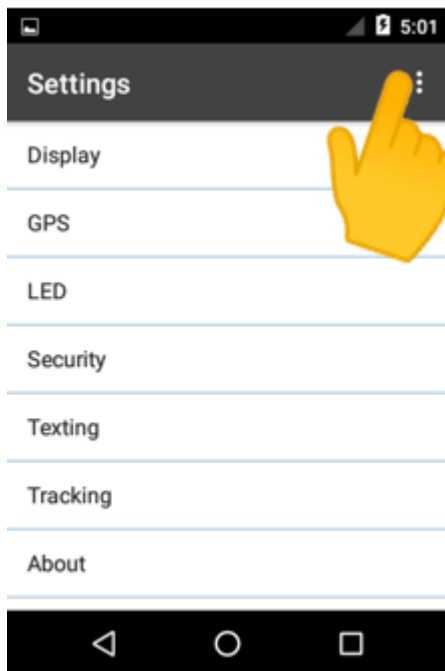 5:01
Settings
Display
GPS
LED
Security
Texting
Tracking
About